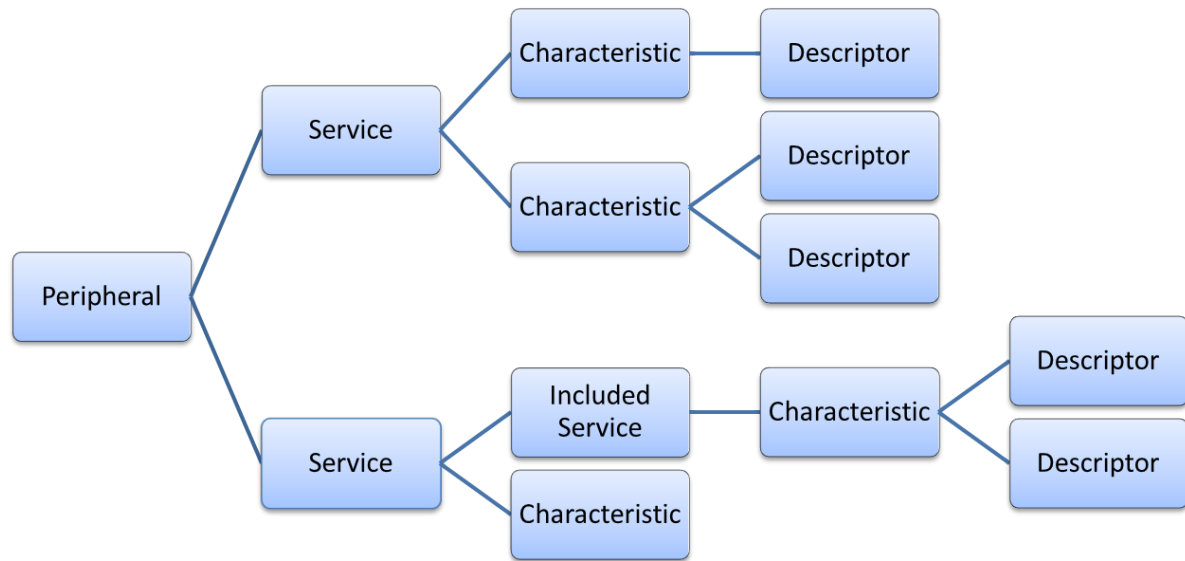 Characteristic
Descriptor
Service
Descriptor
Characteristic
Descriptor
Peripheral
Descriptor
Included
Service
Characteristic
Service
Descriptor
Characteristic